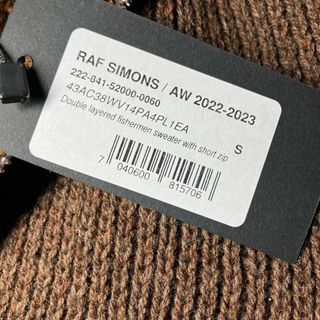 RAF SIMONS / AW 2022-2023
222-841-52000-0060
43AC38WV14PA4PL1EA
Double layered fishermen sweater with short zip
S
7 040600 815706